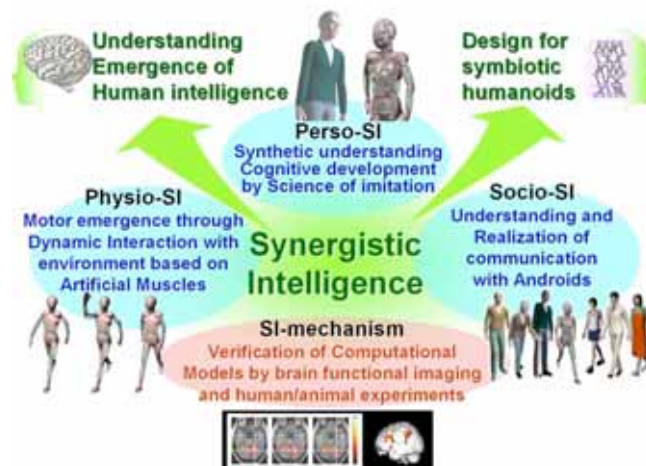 Understanding
Emergence of
Human intelligence
Design for
symbiotic
humanoids
Perso-SI
Synthetic understanding
Cognitive development
by Science of imitation
Physio-SI
Motor emergence through
Dynamic Interaction with
environment based on
Artificial Muscles
Socio-SI
Understanding and
Realization of
communication
with Androids
Synergistic
Intelligence
SI-mechanism
Verification of Computational
Models by brain functional imaging
and human/animal experiments